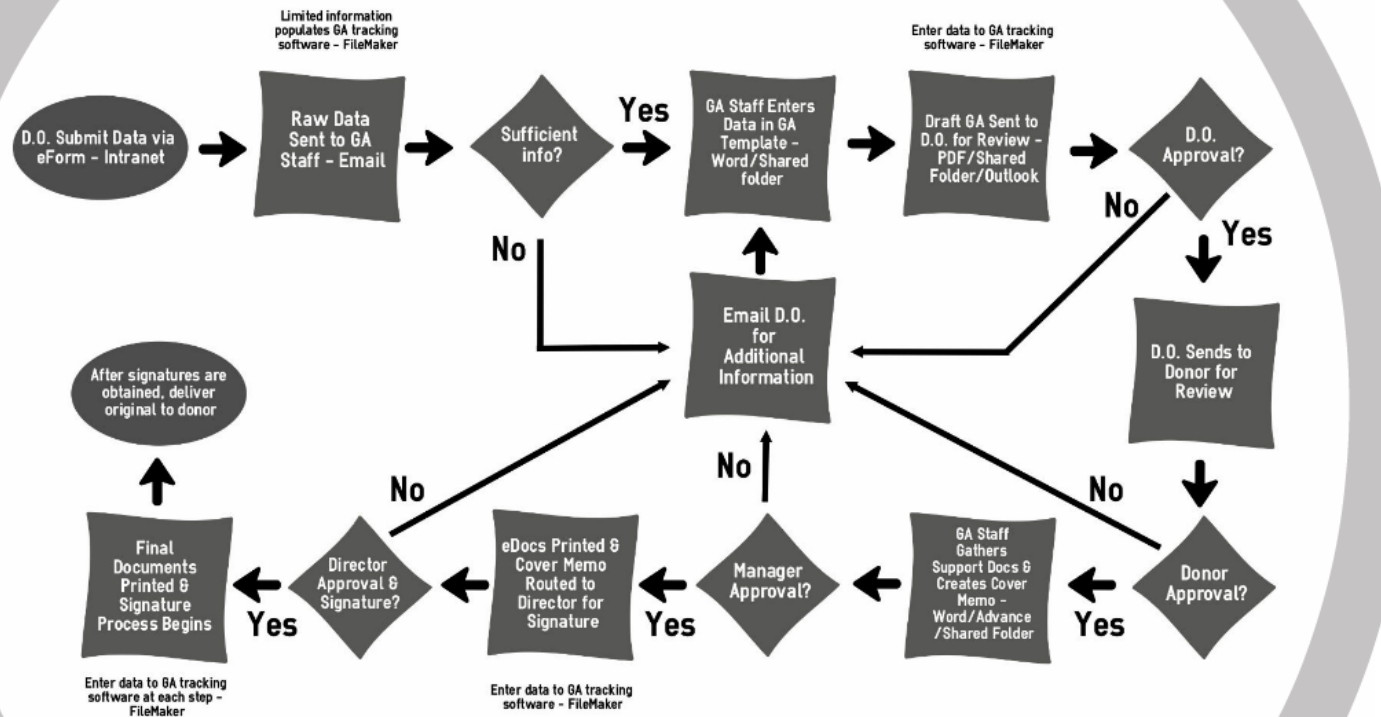 Limited information
populates GA tracking
software - FileMaker
Enter data to GA tracking
software - FileMaker
D.O. Submit Data via
eForm - Intranet
Raw Data
Sent to GA
Staff - Email
Sufficient
info?
Yes
GA Staff Enters
Data in GA
Template -
Word/Shared
folder
Draft GA Sent to
D.O. for Review -
PDF/Shared
Folder/Outlook
D.O.
Approval?
No
No
Yes
Email D.O.
for
Additional
Information
D.O. Sends to
Donor for
Review
After signatures are
obtained, deliver
original to donor
No
No
No
Final
Documents
Printed &
Signature
Process Begins
Yes
Director
Approval &
Signature?
eDocs Printed &
Cover Memo
Routed to
Director for
Signature
Yes
Manager
Approval?
GA Staff
Gathers
Support Docs &
Creates Cover
Memo -
Word/Advance
/Shared Folder
Yes
Donor
Approval?
Enter data to GA tracking
software at each step -
FileMaker
Enter data to GA tracking
software - FileMaker